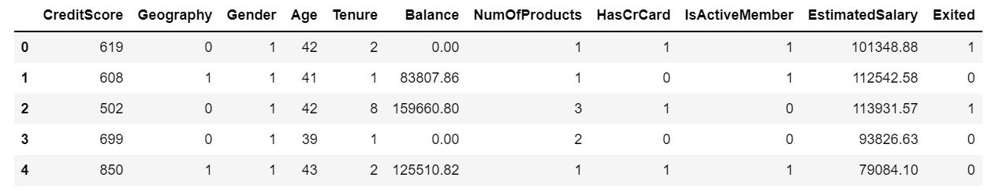 CreditScore Geography Gender Age Tenure Balance NumOfProducts HasCrCard IsActiveMember EstimatedSalary Exited
0 619 0 1 42 2 0.00 1 1 1 101348.88 1
1 608 1 1 41 1 83807.86 1 0 1 112542.58 0
2 502 0 1 42 8 159660.80 3 1 0 113931.57 1
3 699 0 1 39 1 0.00 2 0 0 93826.63 0
4 850 1 1 43 2 125510.82 1 1 1 79084.10 0